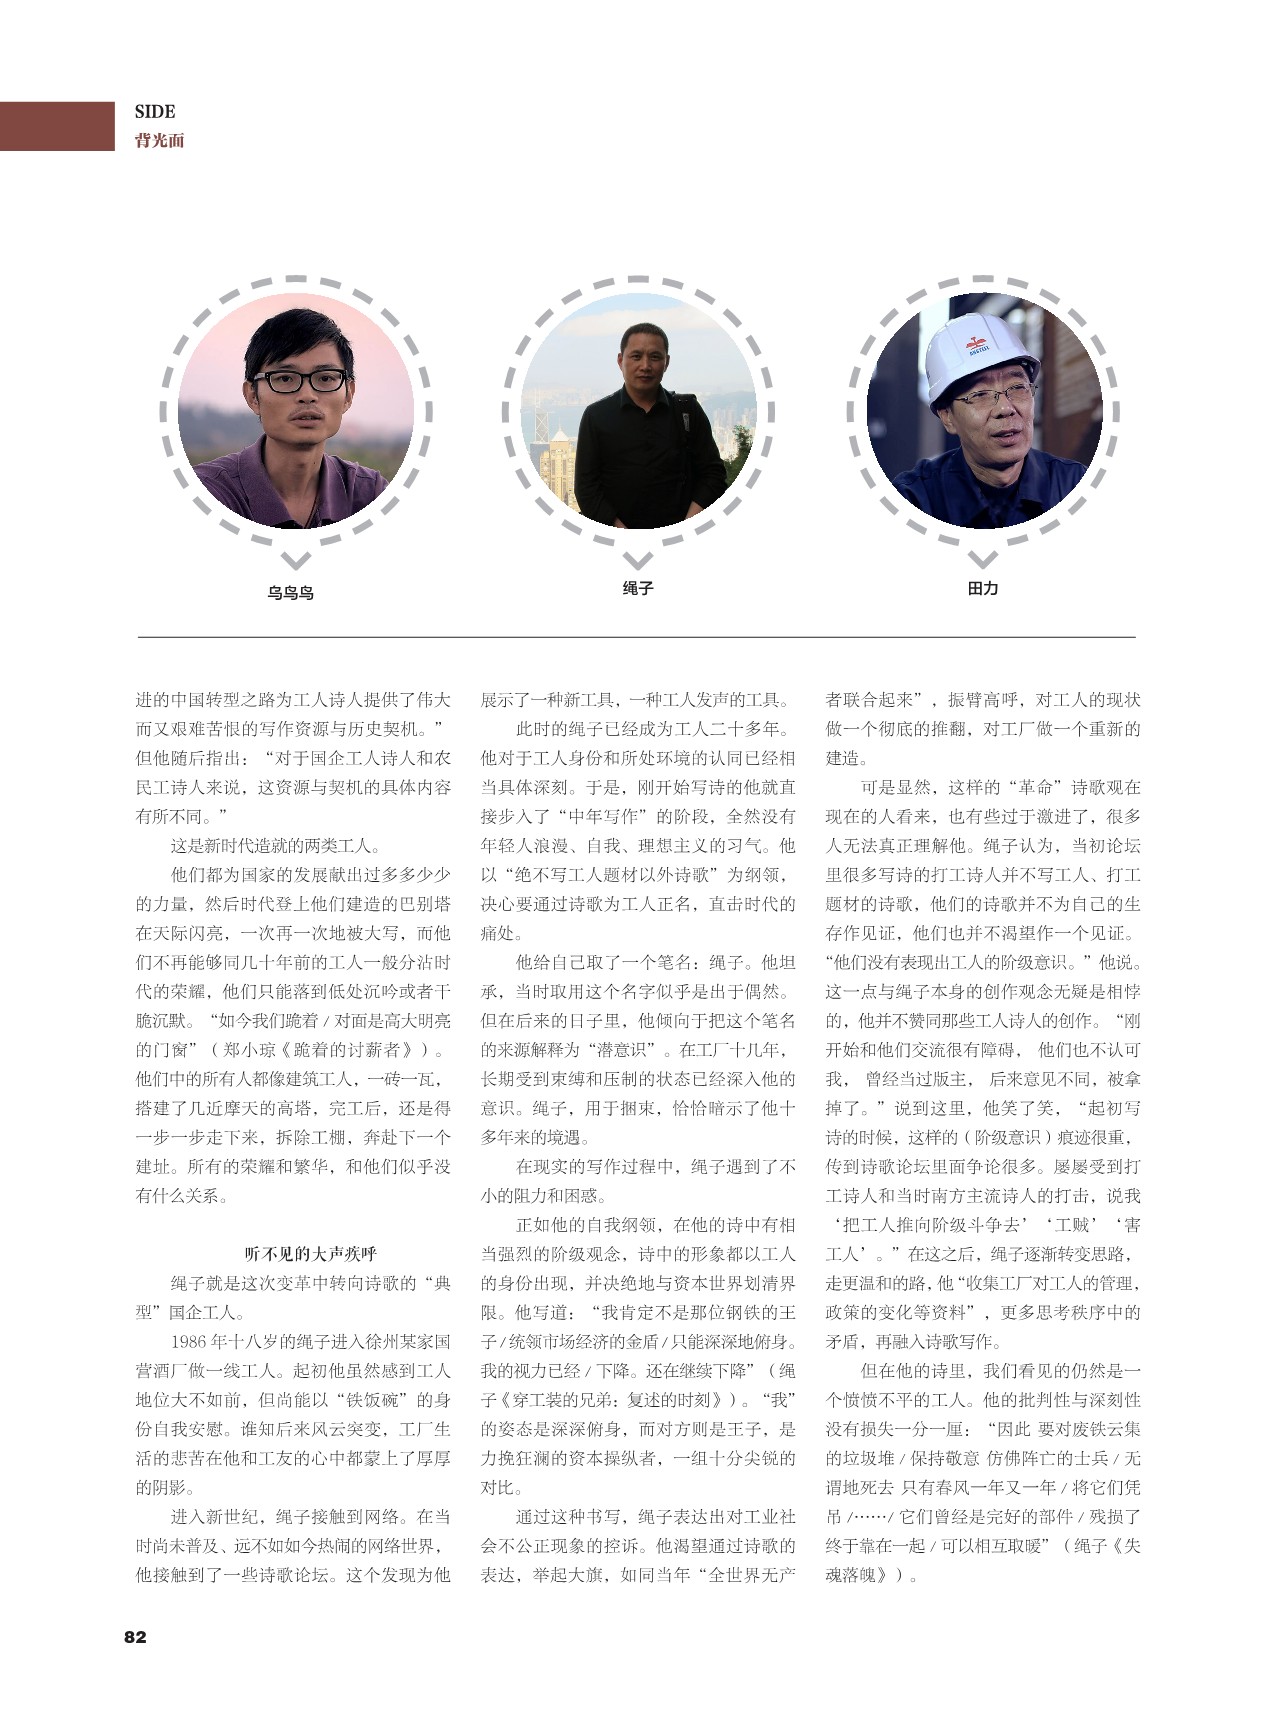 SIDE
背光面
乌鸟鸟
绳子
田力
进的中国转型之路为工人诗人提供了伟大
而又艰难苦恨的写作资源与历史契机。”
但他随后指出：“对于国企工人诗人和农
民工诗人来说，这资源与契机的具体内容
有所不同。”
这是新时代造就的两类工人。
他们都为国家的发展献出过多多少少
的力量，然后时代登上他们建造的巴别塔
在天际闪亮，一次再一次地被大写，而他
们不再能够同几十年前的工人一般分沾时
代的荣耀，他们只能落到低处沉吟或者干
脆沉默。“如今我们跪着 / 对面是高大明亮
的门窗”（郑小琼《跪着的讨薪者》）。
他们中的所有人都像建筑工人，一砖一瓦，
搭建了几近摩天的高塔，完工后，还是得
一步一步走下来，拆除工棚，奔赴下一个
建址。所有的荣耀和繁华，和他们似乎没
有什么关系。
听不见的大声疾呼
绳子就是这次变革中转向诗歌的“典
型”国企工人。
1986 年十八岁的绳子进入徐州某家国
营酒厂做一线工人。起初他虽然感到工人
地位大不如前，但尚能以“铁饭碗”的身
份自我安慰。谁知后来风云突变，工厂生
活的悲苦在他和工友的心中都蒙上了厚厚
的阴影。
进入新世纪，绳子接触到网络。在当
时尚未普及、远不如如今热闹的网络世界，
他接触到了一些诗歌论坛。这个发现为他
展示了一种新工具，一种工人发声的工具。
此时的绳子已经成为工人二十多年。
他对于工人身份和所处环境的认同已经相
当具体深刻。于是，刚开始写诗的他就直
接步入了“中年写作”的阶段，全然没有
年轻人浪漫、自我、理想主义的习气。他
以“绝不写工人题材以外诗歌”为纲领，
决心要通过诗歌为工人正名，直击时代的
痛处。
他给自己取了一个笔名：绳子。他坦
承，当时取用这个名字似乎是出于偶然。
但在后来的日子里，他倾向于把这个笔名
的来源解释为“潜意识”。在工厂十几年，
长期受到束缚和压制的状态已经深入他的
意识。绳子，用于捆束，恰恰暗示了他十
多年来的境遇。
在现实的写作过程中，绳子遇到了不
小的阻力和困惑。
正如他的自我纲领，在他的诗中有相
当强烈的阶级观念，诗中的形象都以工人
的身份出现，并决绝地与资本世界划清界
限。他写道：“我肯定不是那位钢铁的王
子 / 统领市场经济的金盾 / 只能深深地俯身。
我的视力已经 / 下降。还在继续下降”（绳
子《穿工装的兄弟：复述的时刻》）。“我”
的姿态是深深俯身，而对方则是王子，是
力挽狂澜的资本操纵者，一组十分尖锐的
对比。
通过这种书写，绳子表达出对工业社
会不公正现象的控诉。他渴望通过诗歌的
表达，举起大旗，如同当年“全世界无产
者联合起来”，振臂高呼，对工人的现状
做一个彻底的推翻，对工厂做一个重新的
建造。
可是显然，这样的“革命”诗歌观在
现在的人看来，也有些过于激进了，很多
人无法真正理解他。绳子认为，当初论坛
里很多写诗的打工诗人并不写工人、打工
题材的诗歌，他们的诗歌并不为自己的生
存作见证，他们也并不渴望作一个见证。
“他们没有表现出工人的阶级意识。”他说。
这一点与绳子本身的创作观念无疑是相悖
的，他并不赞同那些工人诗人的创作。“刚
开始和他们交流很有障碍， 他们也不认可
我， 曾经当过版主， 后来意见不同，被拿
掉了。”说到这里，他笑了笑，“起初写
诗的时候，这样的（阶级意识）痕迹很重，
传到诗歌论坛里面争论很多。屡屡受到打
工诗人和当时南方主流诗人的打击，说我
‘把工人推向阶级斗争去’‘工贼’‘害
工人’。”在这之后，绳子逐渐转变思路，
走更温和的路，他“收集工厂对工人的管理，
政策的变化等资料”，更多思考秩序中的
矛盾，再融入诗歌写作。
但在他的诗里，我们看见的仍然是一
个愤愤不平的工人。他的批判性与深刻性
没有损失一分一厘：“因此 要对废铁云集
的垃圾堆 / 保持敬意 仿佛阵亡的士兵 / 无
谓地死去 只有春风一年又一年 / 将它们凭
吊 /……/ 它们曾经是完好的部件 / 残损了
终于靠在一起 / 可以相互取暖”（绳子《失
魂落魄》）。
82